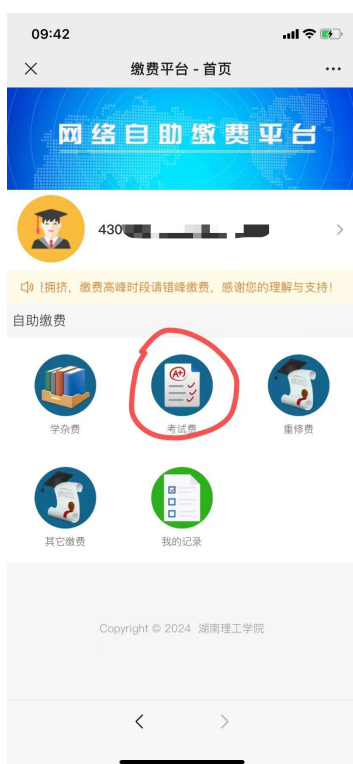 09:42
缴费平台 - 首页
网络自助缴费平台
430
拥挤，缴费高峰时段请错峰缴费，感谢您的理解与支持！
自助缴费
A+
学杂费
考试费
重修费
其它缴费
我的记录
Copyright © 2024 湖南理工学院